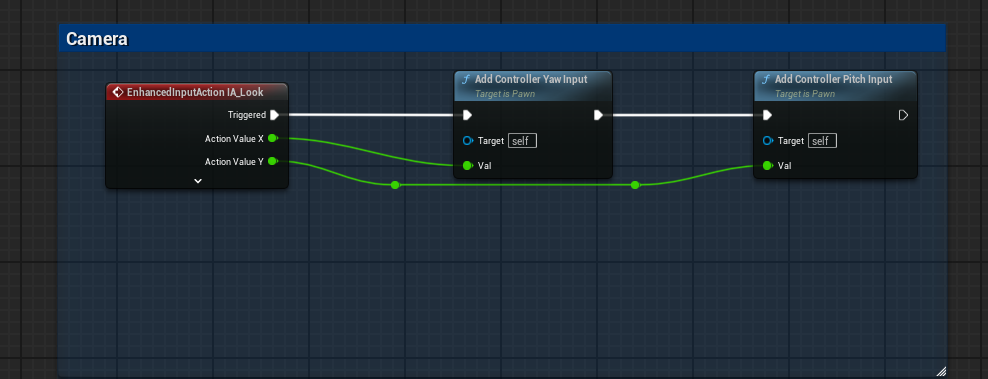 Camera
EnhancedInputAction IA_Look
Triggered
Action Value X
Action Value Y
Add Controller Yaw Input
Target is Pawn
Target self
Val
Add Controller Pitch Input
Target is Pawn
Target self
Val